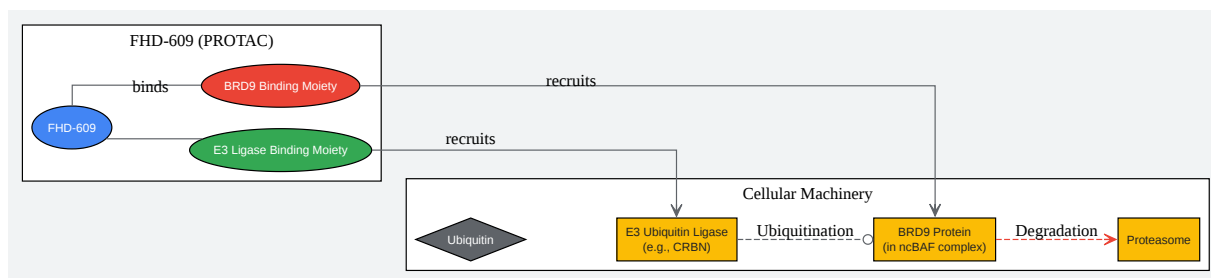 FHD-609 (PROTAC)
binds
BRD9 Binding Moiety
recruits
FHD-609
E3 Ligase Binding Moiety
recruits
Cellular Machinery
Ubiquitin
E3 Ubiquitin Ligase
(e.g., CRBN)
Ubiquitination
BRD9 Protein
(in ncBAF complex)
Degradation
Proteasome